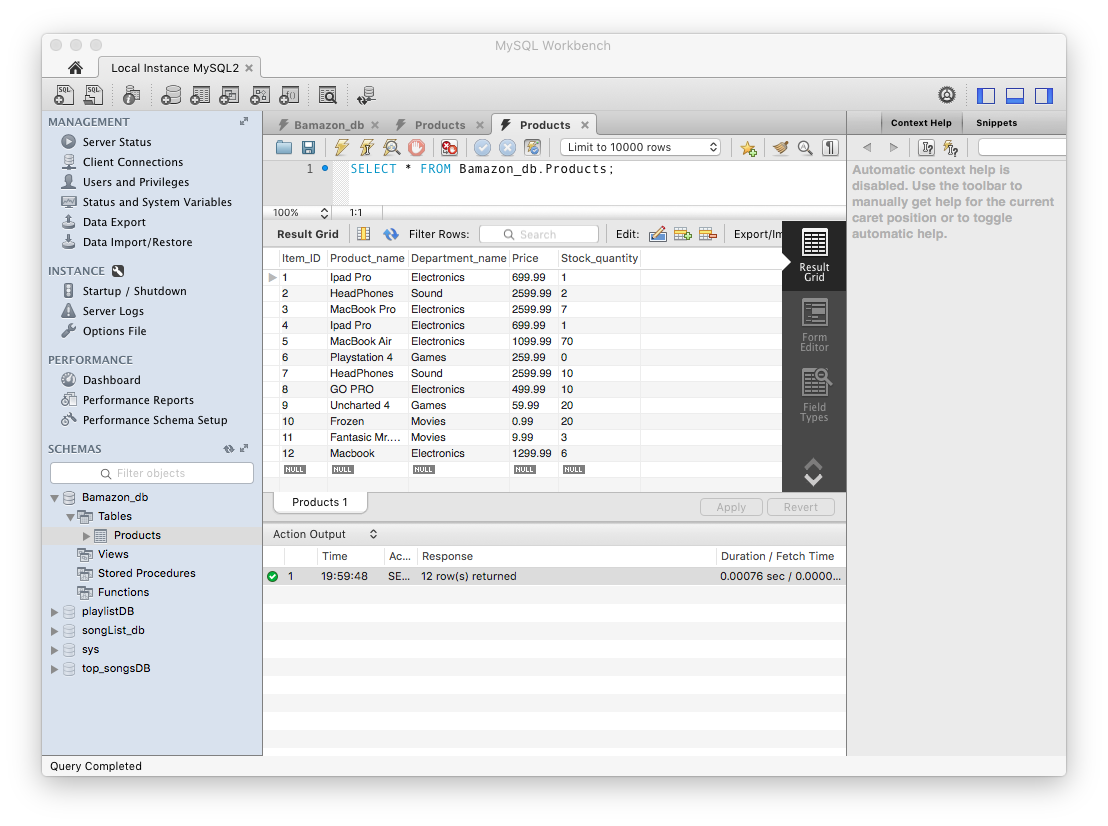 MySQL Workbench
Local Instance MySQL2
MANAGEMENT
Server Status
Client Connections
Users and Privileges
Status and System Variables
Data Export
Data Import/Restore
INSTANCE
Startup / Shutdown
Server Logs
Options File
PERFORMANCE
Dashboard
Performance Reports
Performance Schema Setup
SCHEMAS
Filter objects
Bamazon_db
Tables
Products
Views
Stored Procedures
Functions
playlistDB
songList_db
sys
top_songsDB
Bamazon_db Products Products
Limit to 10000 rows
1 SELECT * FROM Bamazon_db.Products;
100% 1:1
Result Grid Filter Rows: Search Edit: Export/Im
Item_ID Product_name Department_name Price Stock_quantity
1 Ipad Pro Electronics 699.99 1
2 HeadPhones Sound 2599.99 2
3 MacBook Pro Electronics 2599.99 7
4 Ipad Pro Electronics 699.99 1
5 MacBook Air Electronics 1099.99 70
6 Playstation 4 Games 259.99 0
7 HeadPhones Sound 2599.99 10
8 GO PRO Electronics 499.99 10
9 Uncharted 4 Games 59.99 20
10 Frozen Movies 0.99 20
11 Fantasic Mr.... Movies 9.99 3
12 Macbook Electronics 1299.99 6
NULL NULL NULL NULL NULL
Result
Grid
Form
Editor
Field
Types
Products 1 Apply Revert
Action Output
Time Ac... Response Duration / Fetch Time
1 19:59:48 SE... 12 row(s) returned 0.00076 sec / 0.0000...
Context Help Snippets
Automatic context help is
disabled. Use the toolbar to
manually get help for the current
caret position or to toggle
automatic help.
Query Completed